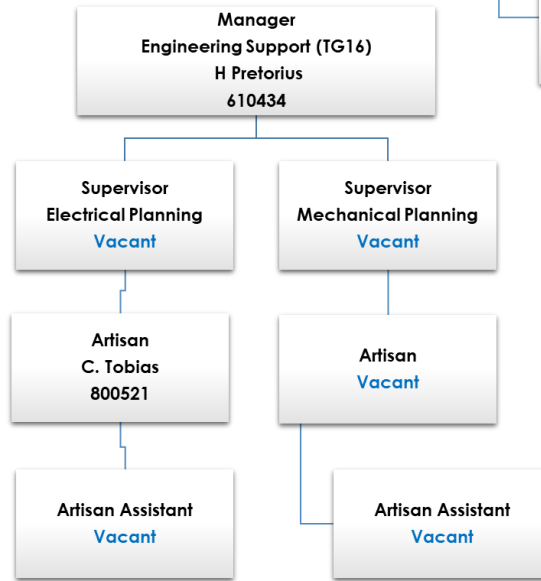 Manager
Engineering Support (TG16)
H Pretorius
610434
Supervisor
Electrical Planning
Vacant
Supervisor
Mechanical Planning
Vacant
Artisan
C. Tobias
800521
Artisan
Vacant
Artisan Assistant
Vacant
Artisan Assistant
Vacant